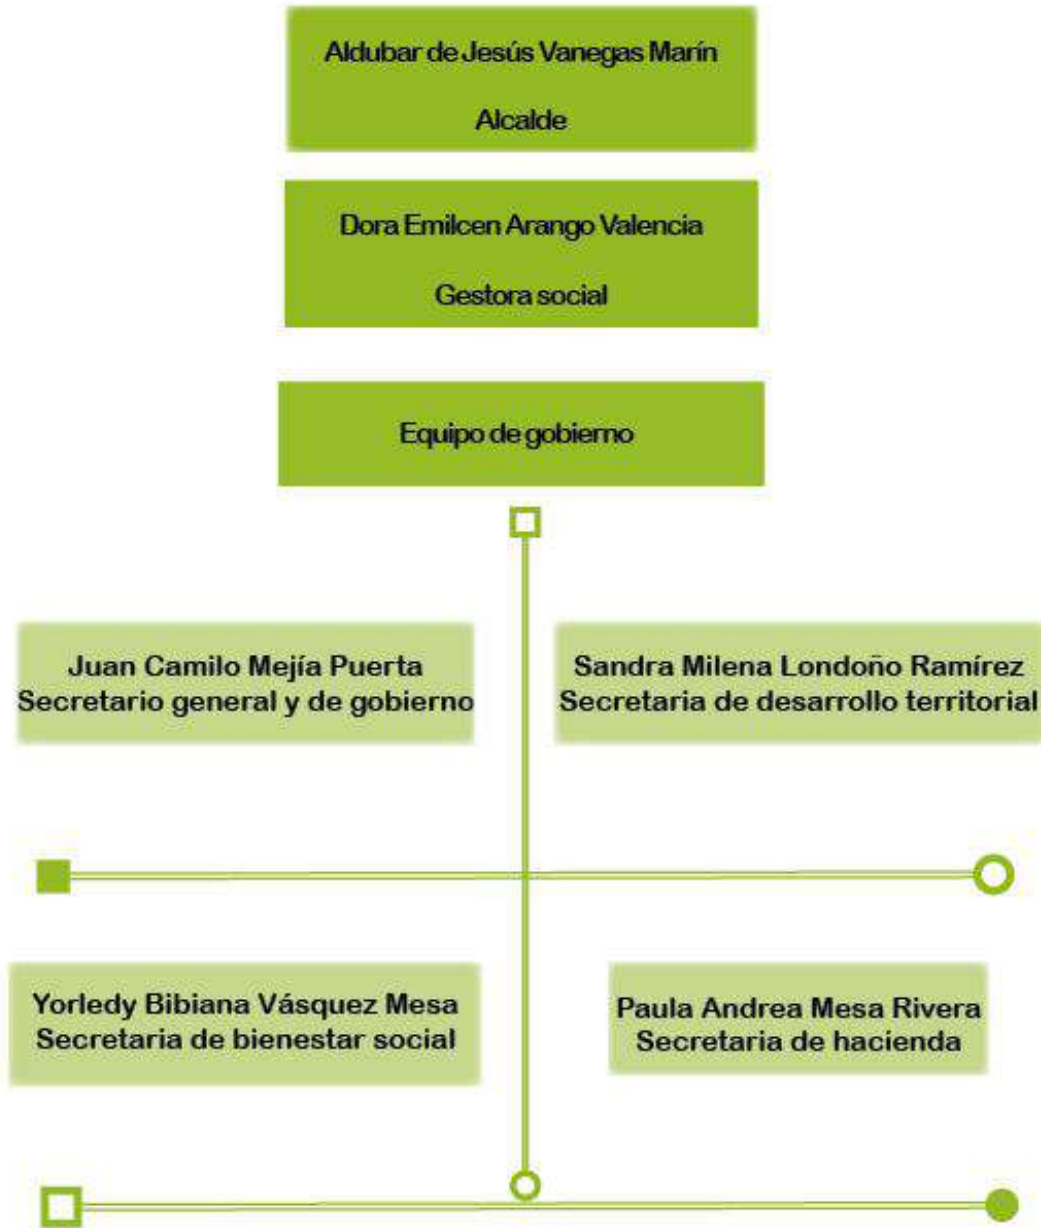 Aldubar de Jesús Vanegas Marín
Alcalde
Dora Emilcen Arango Valencia
Gestora social
Equipo de gobierno
Juan Camilo Mejía Puerta
Secretario general y de gobierno
Sandra Milena Londoño Ramírez
Secretaria de desarrollo territorial
Yorledy Bibiana Vásquez Mesa
Secretaria de bienestar social
Paula Andrea Mesa Rivera
Secretaria de hacienda